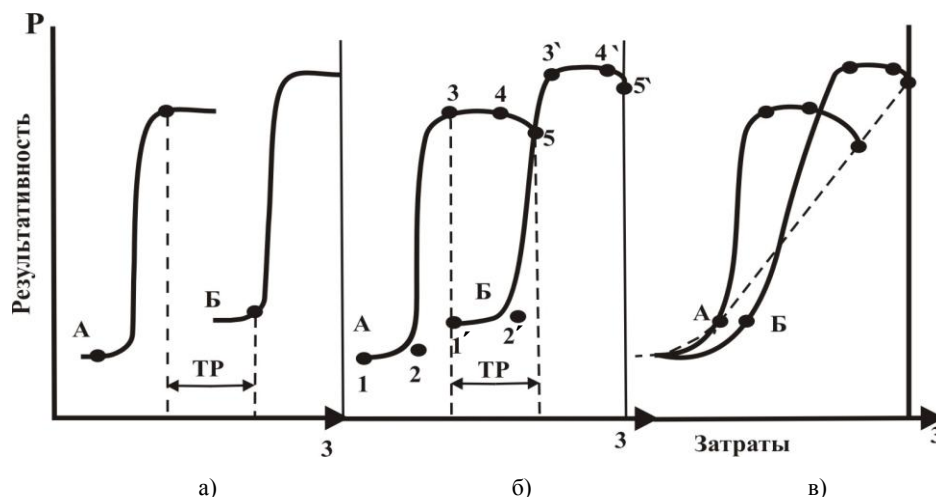 Р
Результативность
А
Б
ТР
З
А
Б
1
2
3
4
5
1´
2´
3`
4`
5`
ТР
З
А
Б
Затраты
З
а)
б)
в)